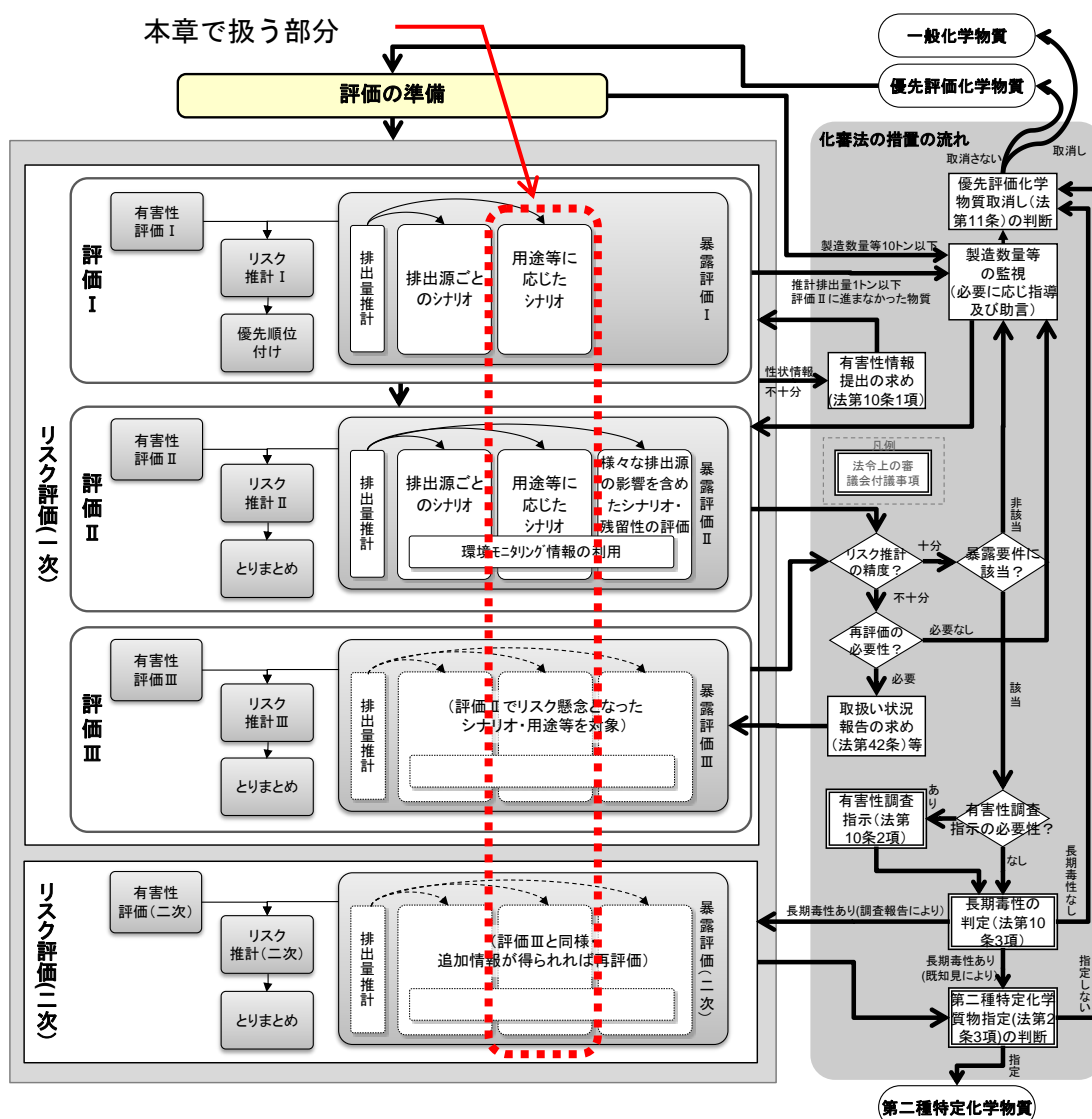 本章で扱う部分
一般化学物質
優先評価化学物質
評価の準備
化審法の措置の流れ
取消さない
取消し
優先評価化学
物質取消し(法
第11条)の判断
製造数量等10トン以下
製造数量等
の監視
(必要に応じ指導
及び助言)
推計排出量1トン以下
評価Ⅱに進まなかった物質
リスク評価(一次)
評価Ⅰ
有害性
評価Ⅰ
リスク
推計Ⅰ
優先順位
付け
排出量推計
排出源ごと
のシナリオ
用途等に
応じた
シナリオ
暴露評価Ⅰ
性状情報
不十分
有害性情報
提出の求め
(法第10条1項)
凡例
法令上の審
議会付議事項
評価Ⅱ
有害性
評価Ⅱ
リスク
推計Ⅱ
とりまとめ
排出量推計
排出源ごと
のシナリオ
用途等に
応じた
シナリオ
様々な排出源
の影響を含め
たシナリオ・
残留性の評価
環境モニタリング情報の利用
暴露評価Ⅱ
リスク推計
の精度?
十分
暴露要件に
該当?
非該当
不十分
再評価の
必要性?
必要なし
必要
該当
取扱い状況
報告の求め
(法第42条)等
評価Ⅲ
有害性
評価Ⅲ
リスク
推計Ⅲ
とりまとめ
排出量推計
(評価Ⅱでリスク懸念となった
シナリオ・用途等を対象)
暴露評価Ⅲ
有害性調査
指示(法第
10条2項)
あり
有害性調査
指示の必要性?
なし
長期毒性なし
リスク評価(二次)
有害性
評価(二次)
リスク
推計(二次)
とりまとめ
排出量推計
(評価Ⅲと同様・
追加情報が得られれば再評価)
暴露評価(二次)
長期毒性あり(調査報告により)
長期毒性の
判定(法第10
条3項)
長期毒性あり
(既知見により)
指定しない
第二種特定化学
質物指定(法第2
条3項)の判断
指定
第二種特定化学物質